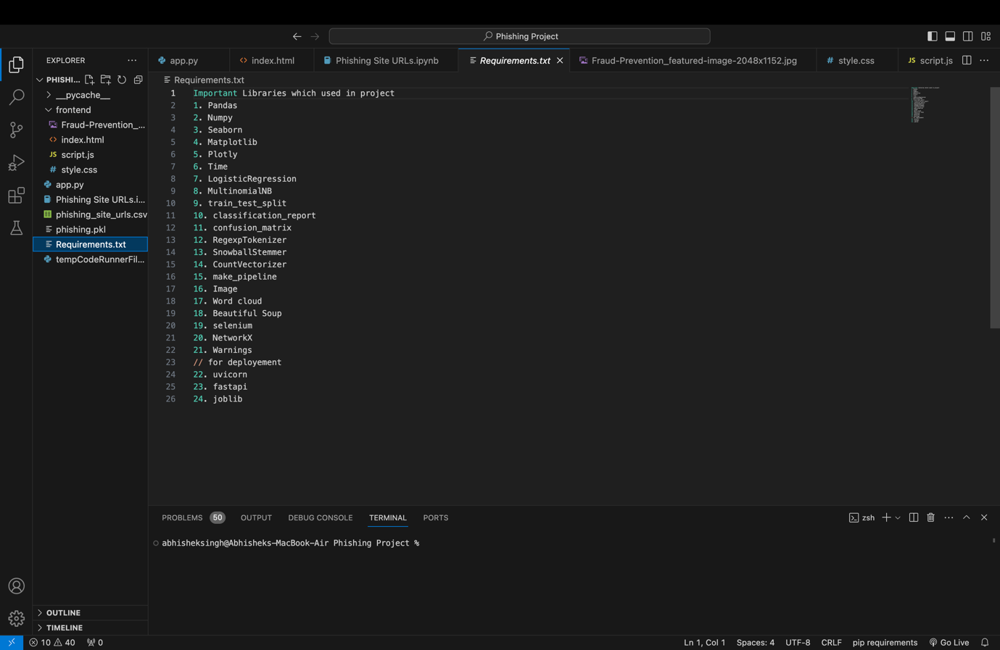 Phishing Project
EXPLORER
PHISHI...
__pycache__
frontend
Fraud-Prevention_...
index.html
JS script.js
# style.css
app.py
Phishing Site URLs.i...
phishing_site_urls.csv
phishing.pkl
Requirements.txt
tempCodeRunnerFil...
OUTLINE
TIMELINE
app.py
index.html
Phishing Site URLs.ipynb
Requirements.txt
Fraud-Prevention_featured-image-2048x1152.jpg
# style.css
JS script.js
Requirements.txt
1 Important Libraries which used in project
2 1. Pandas
3 2. Numpy
4 3. Seaborn
5 4. Matplotlib
6 5. Plotly
7 6. Time
8 7. LogisticRegression
9 8. MultinomialNB
10 9. train_test_split
11 10. classification_report
12 11. confusion_matrix
13 12. RegexpTokenizer
14 13. SnowballStemmer
15 14. CountVectorizer
16 15. make_pipeline
17 16. Image
18 17. Word cloud
19 18. Beautiful Soup
20 19. selenium
21 20. NetworkX
22 21. Warnings
23 // for deployement
24 22. uvicorn
25 23. fastapi
26 24. joblib
PROBLEMS 50 OUTPUT DEBUG CONSOLE TERMINAL PORTS
zsh
abhisheksingh@Abhisheks-MacBook-Air Phishing Project %
10 40 0
Ln 1, Col 1 Spaces: 4 UTF-8 CRLF pip requirements Go Live